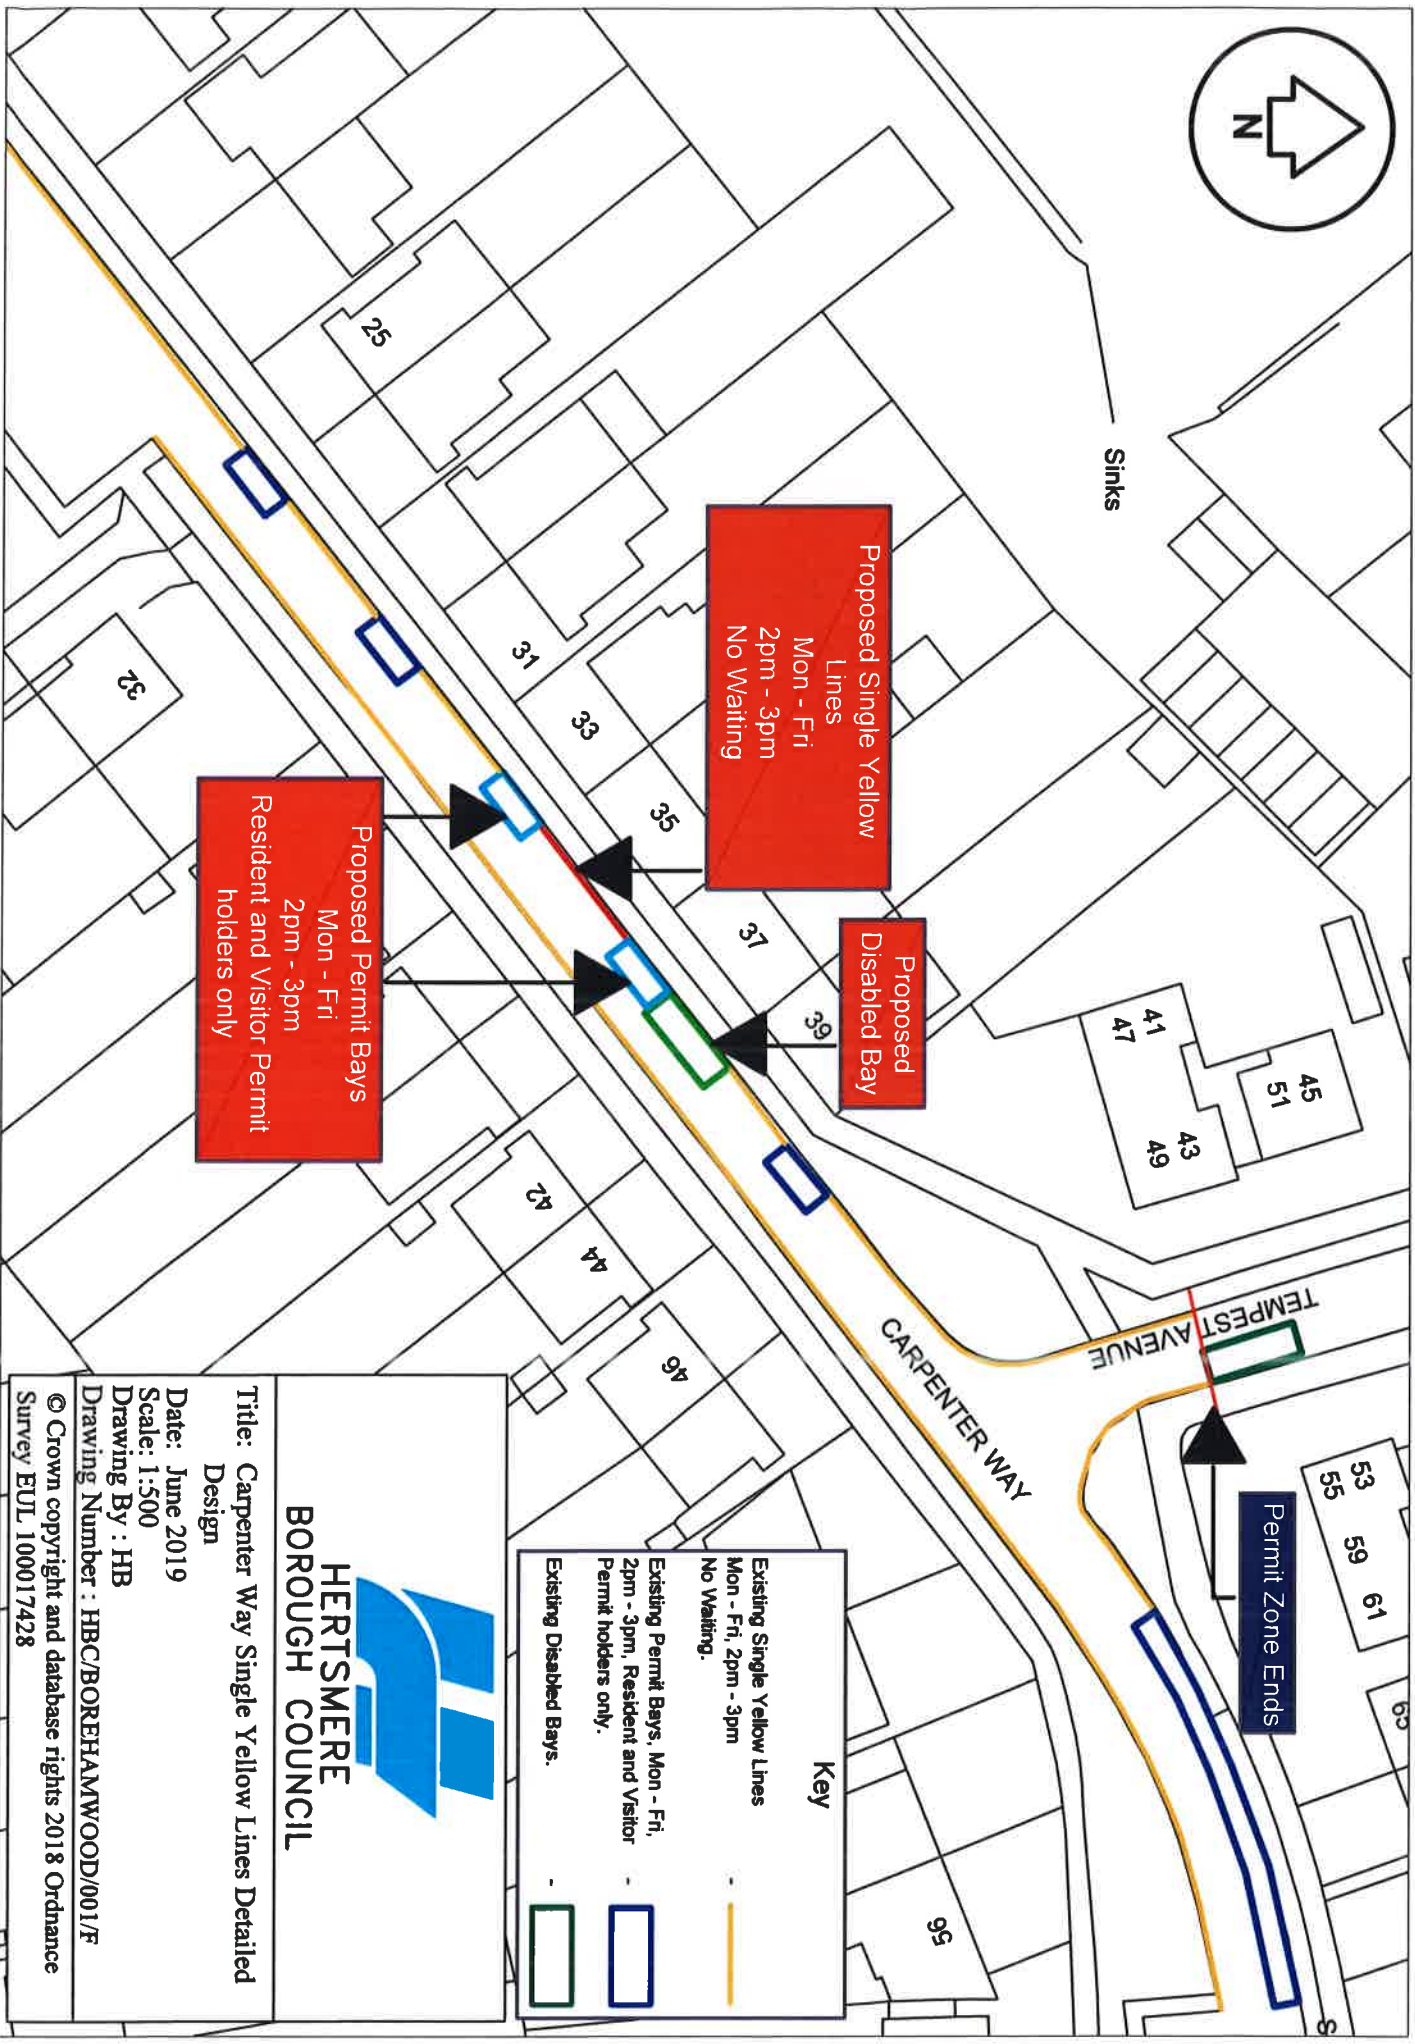 N
Sinks
25
31
33
35
37
39
32
42
44
46
56
41
47
45
51
43
49
53
55
59
61
65
S
TEMPEST AVENUE
CARPENTER WAY
Proposed Single Yellow
Lines
Mon - Fri
2pm - 3pm
No Waiting
Proposed
Disabled Bay
Proposed Permit Bays
Mon - Fri
2pm - 3pm
Resident and Visitor Permit
holders only
Permit Zone Ends
Key
Existing Single Yellow Lines
Mon - Fri, 2pm - 3pm
No Waiting.
-
Existing Permit Bays, Mon - Fri,
2pm - 3pm, Resident and Visitor
Permit holders only.
-
Existing Disabled Bays.
-
HERTSMERE
BOROUGH COUNCIL
Title: Carpenter Way Single Yellow Lines Detailed
Design
Date: June 2019
Scale: 1:500
Drawing By : HB
Drawing Number : HBC/BOREHAMWOOD/001/F
© Crown copyright and database rights 2018 Ordnance
Survey EUL 100017428